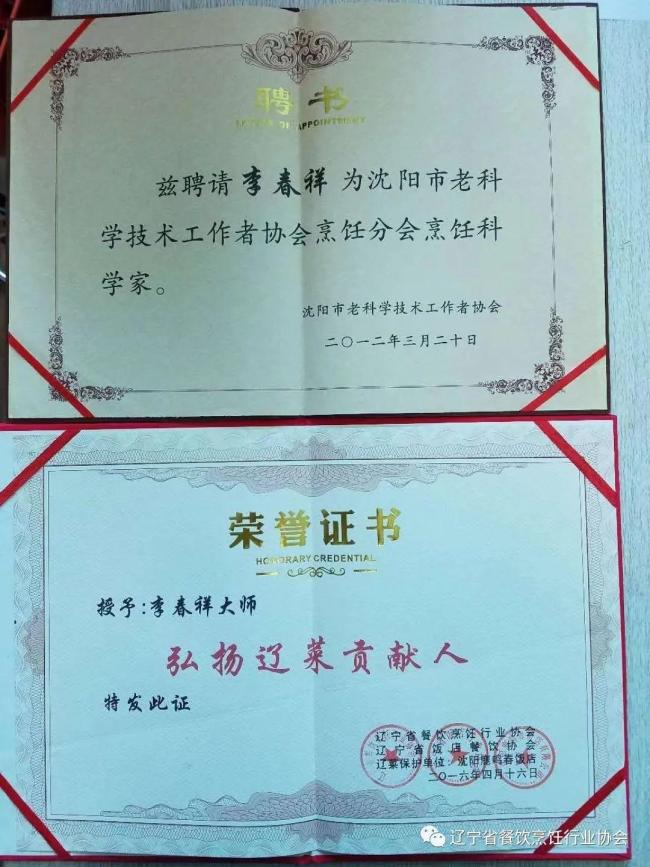 聘书
LETTER OF APPOINTMENT
兹聘请李春祥为沈阳市老科
学技术工作者协会烹饪分会烹饪科
学家。
沈阳市老科学技术工作者协会
二〇一二年三月二十日
荣誉证书
HONORARY CREDENTIAL
授予:李春祥大师
弘扬辽菜贡献人
特发此证
辽宁省餐饮烹饪行业协会
辽宁省饭店餐饮协会
辽菜保护单位：沈阳鹿鸣春饭店
二〇一六年四月十六日
辽宁省餐饮烹饪行业协会